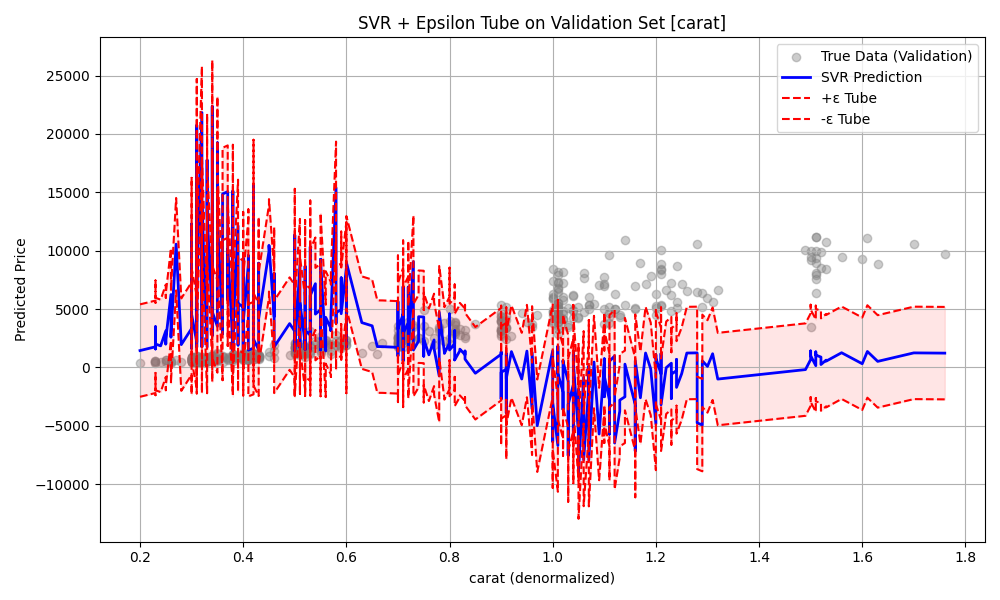 SVR + Epsilon Tube on Validation Set [carat]
True Data (Validation)
SVR Prediction
+ε Tube
-ε Tube
Predicted Price
25000
20000
15000
10000
5000
0
−5000
−10000
0.2 0.4 0.6 0.8 1.0 1.2 1.4 1.6 1.8
carat (denormalized)